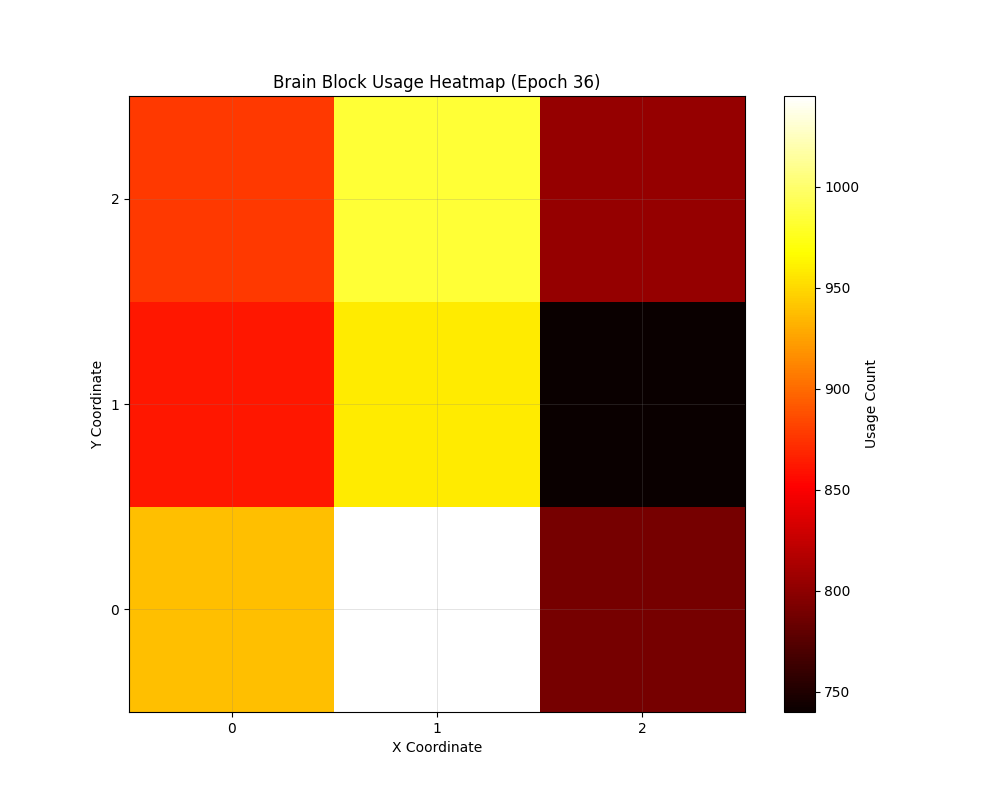 Brain Block Usage Heatmap (Epoch 36)
2
1
0
Y Coordinate
0 1 2
X Coordinate
1000
950
900
850
800
750
Usage Count